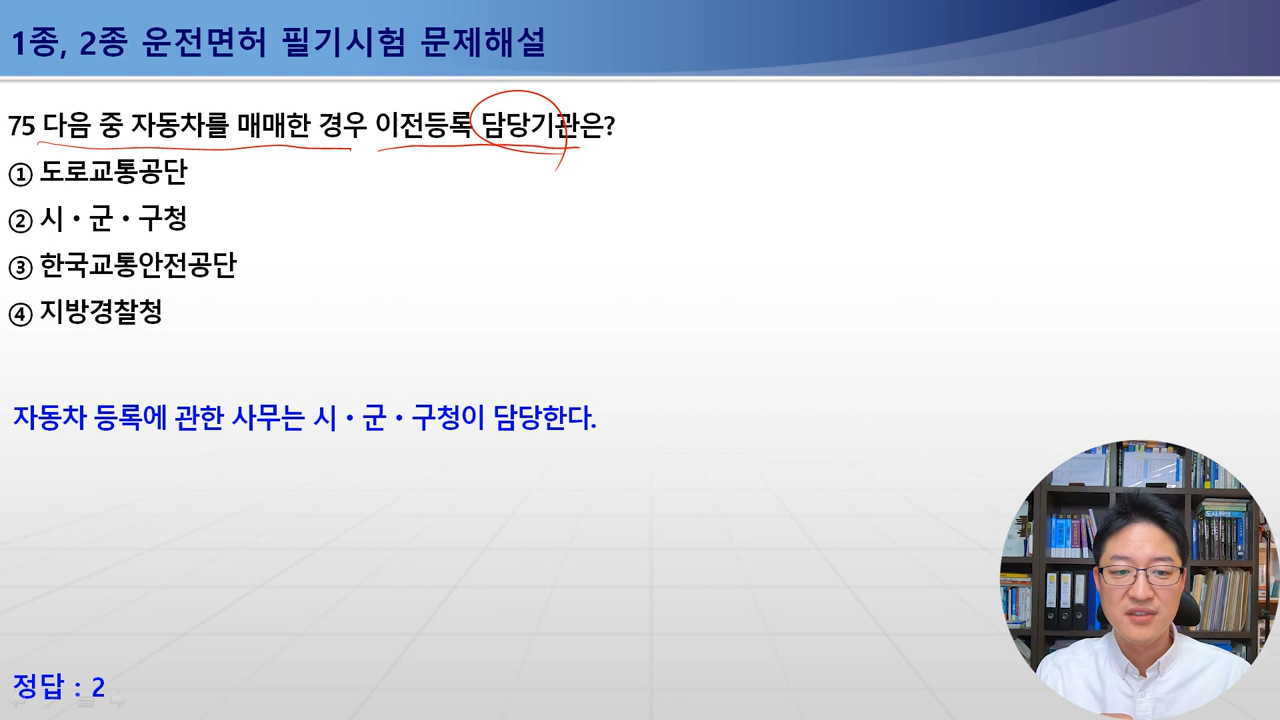 1종, 2종 운전면허 필기시험 문제해설
75 다음 중 자동차를 매매한 경우 이전등록 담당기관은?
① 도로교통공단
② 시・군・구청
③ 한국교통안전공단
④ 지방경찰청
자동차 등록에 관한 사무는 시・군・구청이 담당한다.
정답 : 2